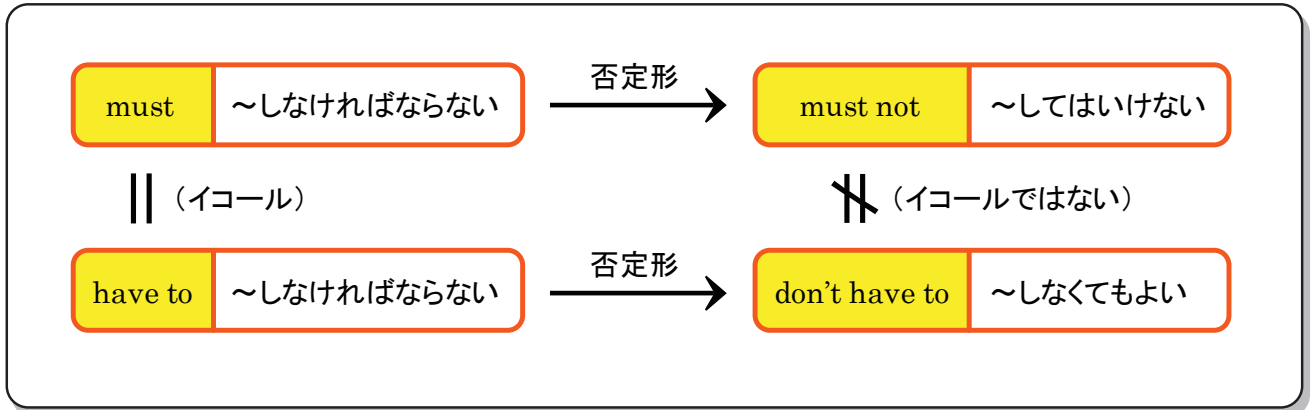 must ~しなければならない 否定形 must not ~してはいけない
(イコール) (イコールではない)
have to ~しなければならない 否定形 don't have to ~しなくてもよい